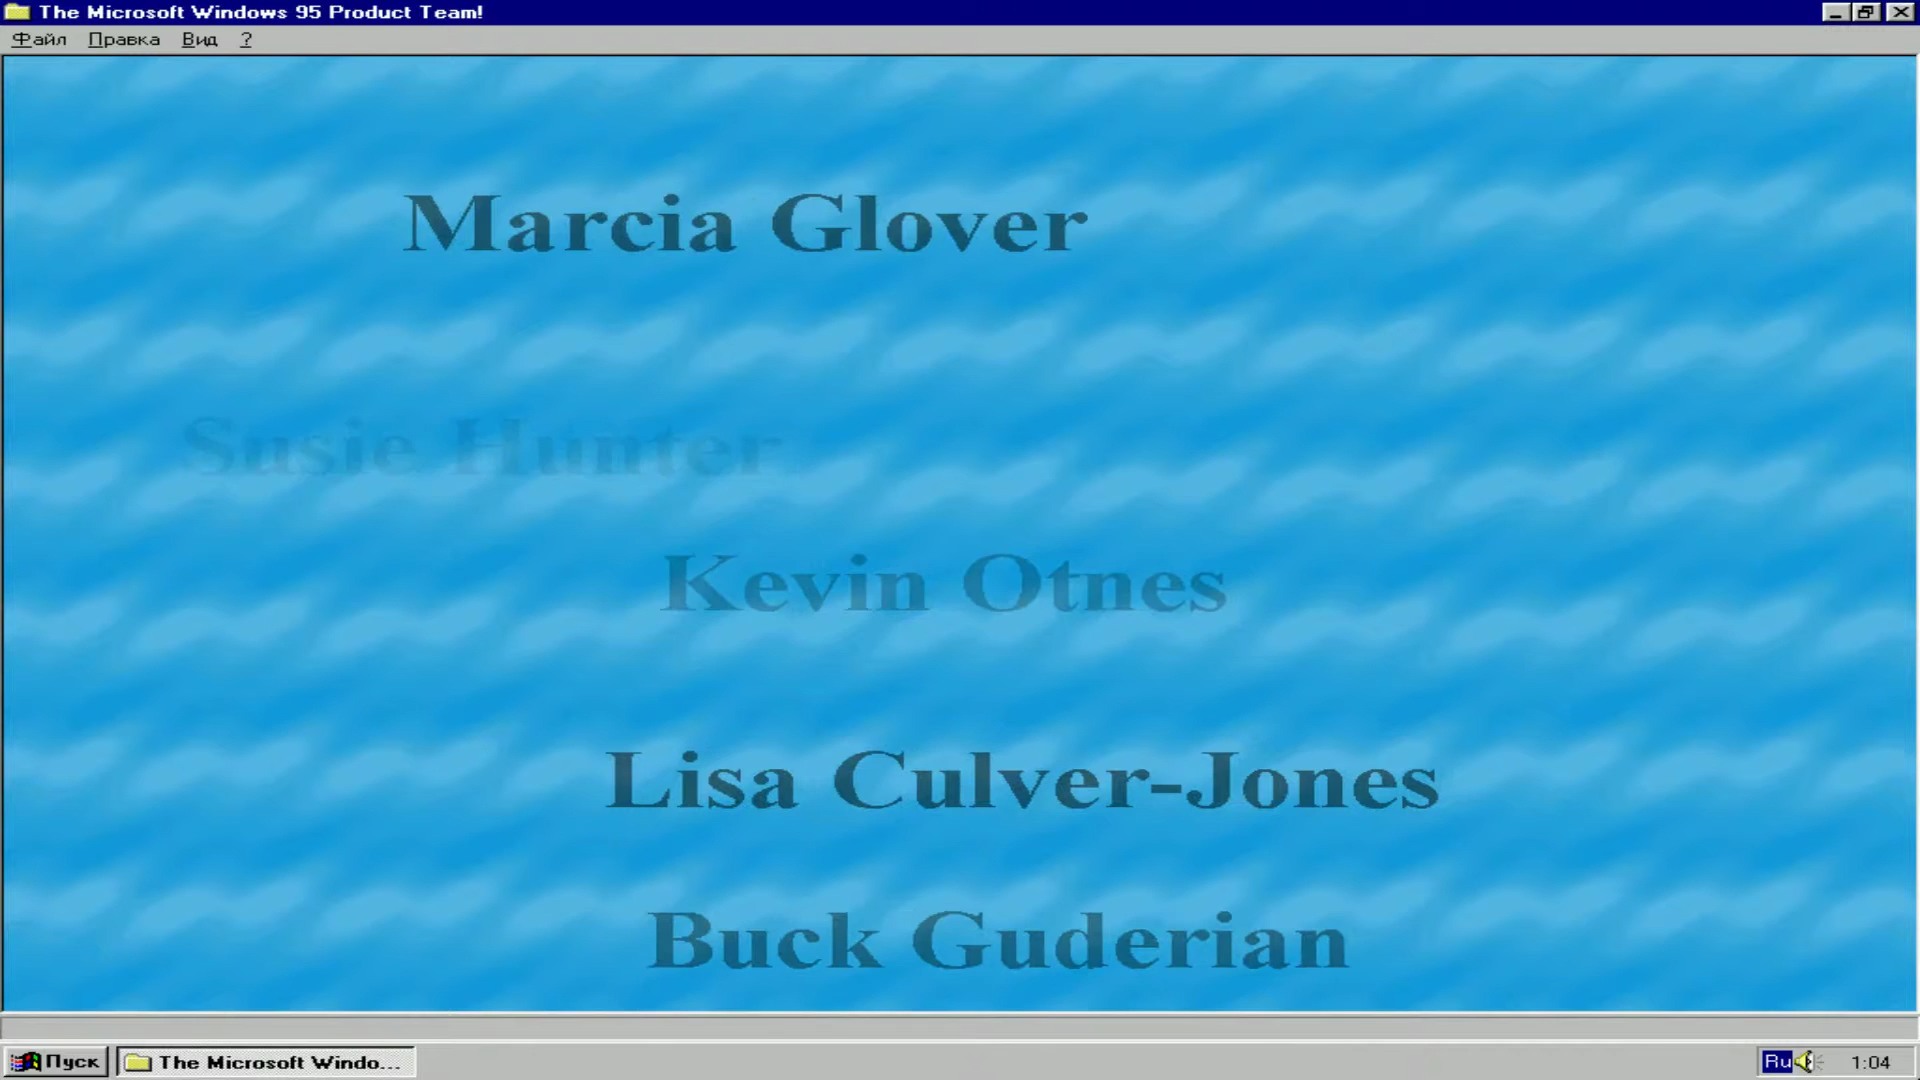 The Microsoft Windows 95 Product Team!
Файл Правка Вид ?
Marcia Glover
Susie Hunter
Kevin Otnes
Lisa Culver-Jones
Buck Guderian
Пуск The Microsoft Windo... Ru 1:04